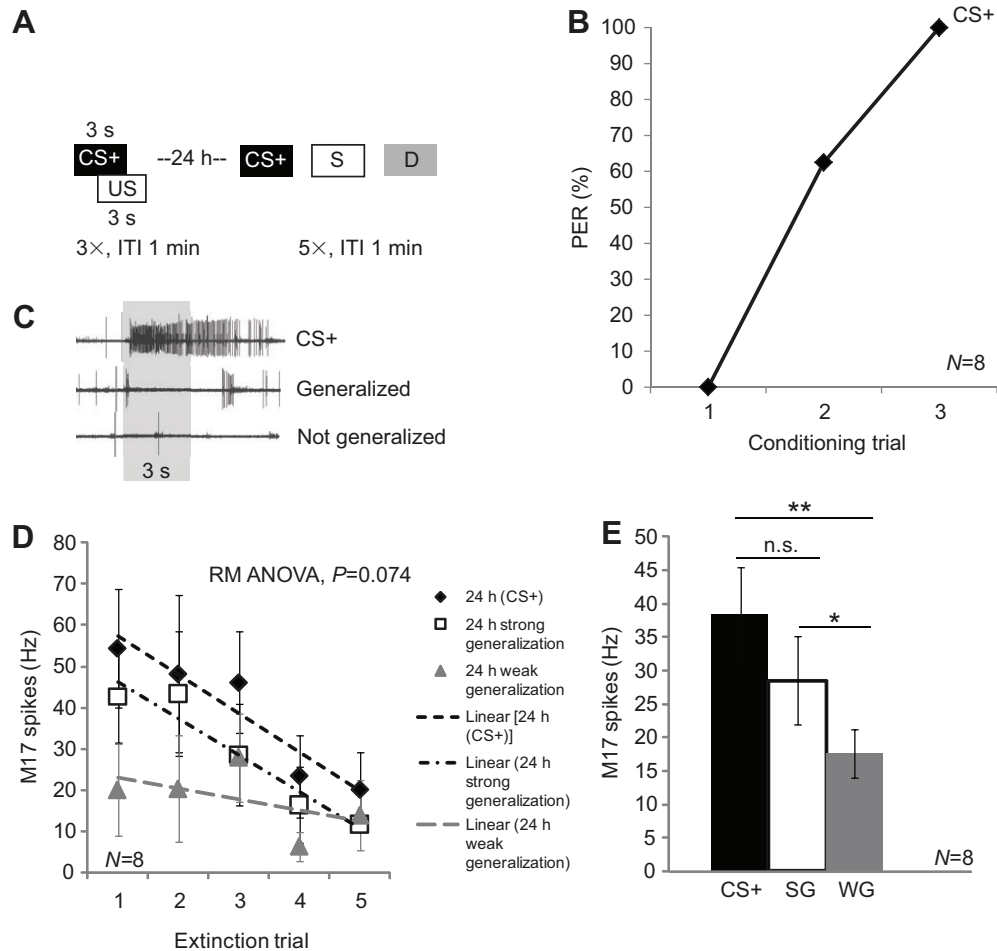 A
3 s
CS+
US
3 s
--24 h--
CS+
S
D
3×, ITI 1 min
5×, ITI 1 min
B
CS+
100
90
80
70
60
50
40
30
20
10
0
PER (%)
1 2 3
N=8
Conditioning trial
C
CS+
Generalized
Not generalized
3 s
D
80
70
60
50
40
30
20
10
0
M17 spikes (Hz)
RM ANOVA, P=0.074
N=8
1 2 3 4 5
Extinction trial
24 h (CS+)
24 h strong
generalization
24 h weak
generalization
Linear [24 h
(CS+)]
Linear (24 h
strong
generalization)
Linear (24 h
weak
generalization)
E
50
45
40
35
30
25
20
15
10
5
0
M17 spikes (Hz)
**
n.s.
*
CS+ SG WG
N=8